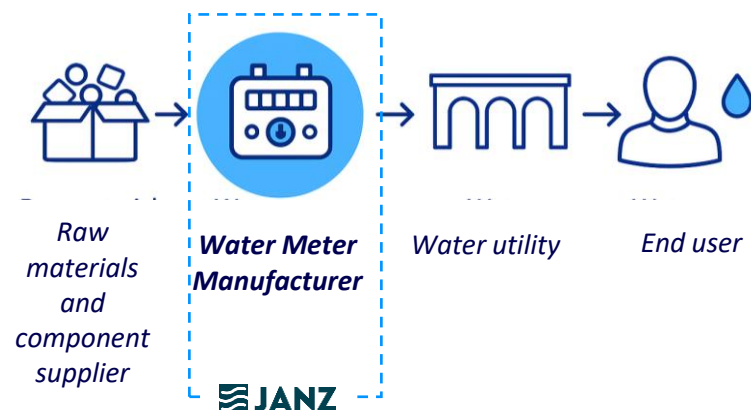 Raw
materials
and
component
supplier
Water Meter
Manufacturer
Water utility
End user
JANZ